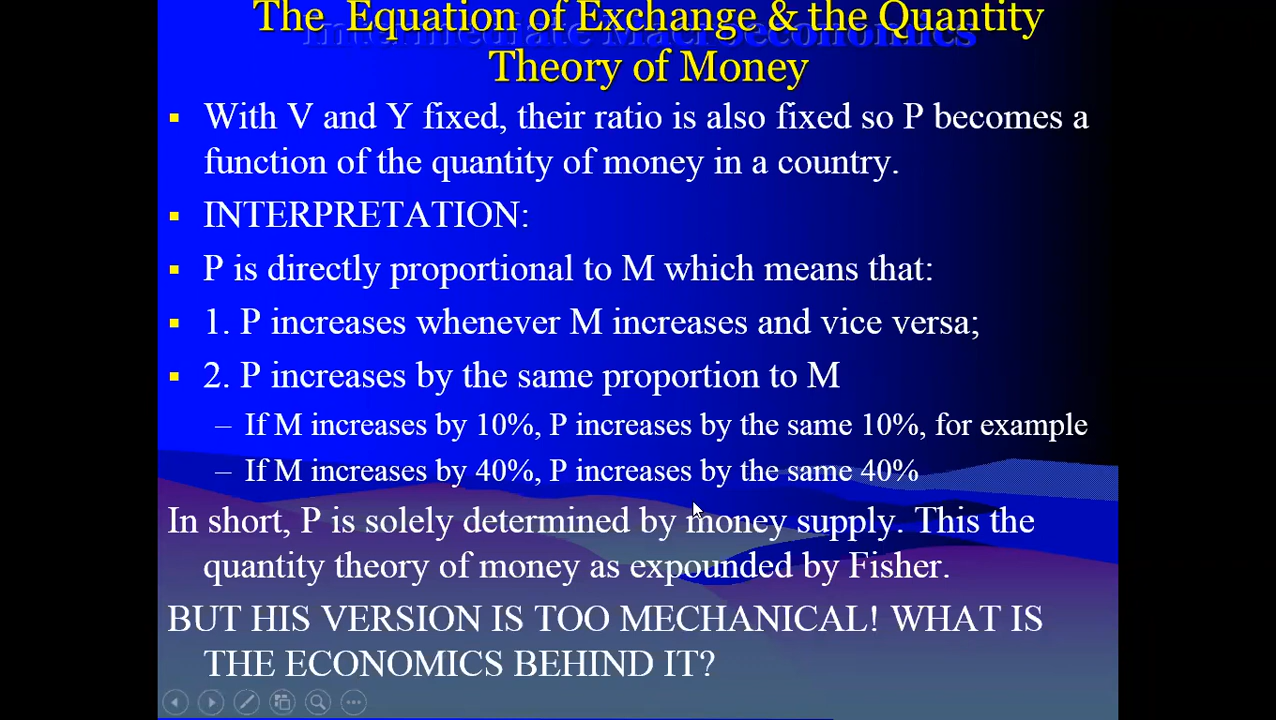 The Equation of Exchange & the Quantity
Intermediate Macroeconomics
Theory of Money
With V and Y fixed, their ratio is also fixed so P becomes a
function of the quantity of money in a country.
INTERPRETATION:
P is directly proportional to M which means that:
1. P increases whenever M increases and vice versa;
2. P increases by the same proportion to M
– If M increases by 10%, P increases by the same 10%, for example
– If M increases by 40%, P increases by the same 40%
In short, P is solely determined by money supply. This the
quantity theory of money as expounded by Fisher.
BUT HIS VERSION IS TOO MECHANICAL! WHAT IS
THE ECONOMICS BEHIND IT?